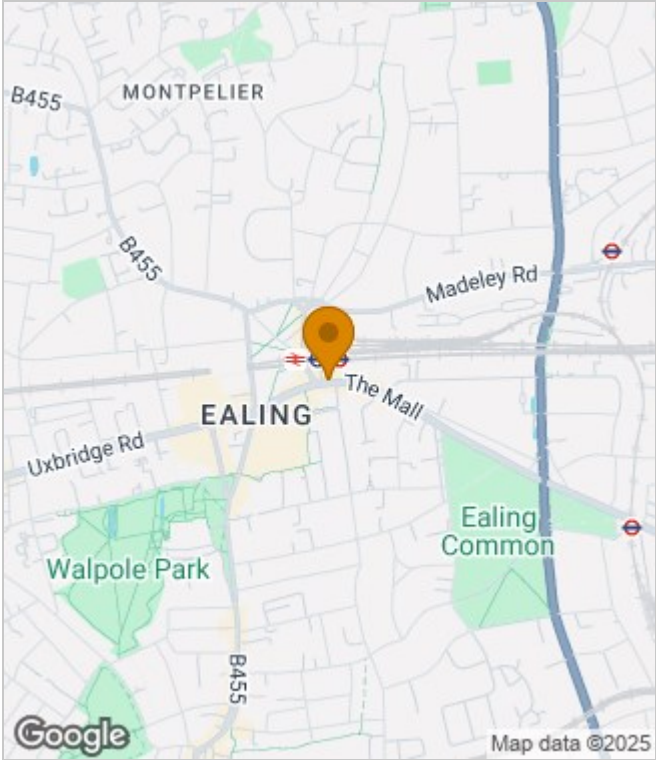 MONTPELIER
B455
B455
Madeley Rd
The Mall
EALING
Uxbridge Rd
Ealing
Common
Walpole Park
B455
Google
Map data ©2025